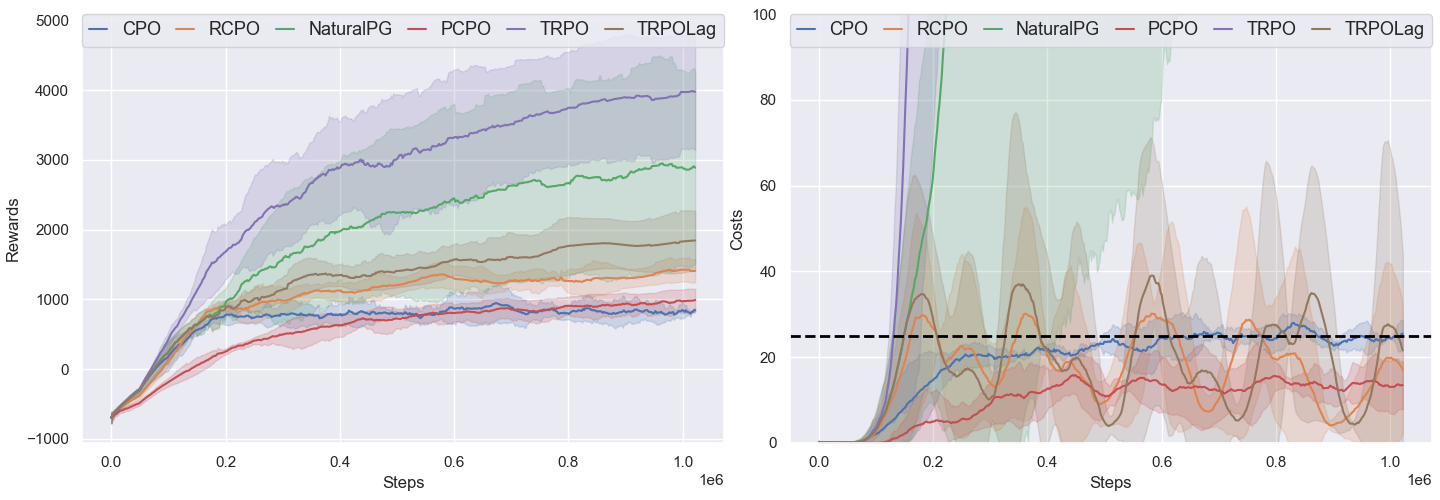 CPO RCPO NaturalPG PCPO TRPO TRPOLag
5000
4000
3000
2000
1000
0
−1000
Rewards
0.0 0.2 0.4 0.6 0.8 1.0
1e6
Steps
CPO RCPO NaturalPG PCPO TRPO TRPOLag
100
80
60
40
20
0
Costs
0.0 0.2 0.4 0.6 0.8 1.0
1e6
Steps